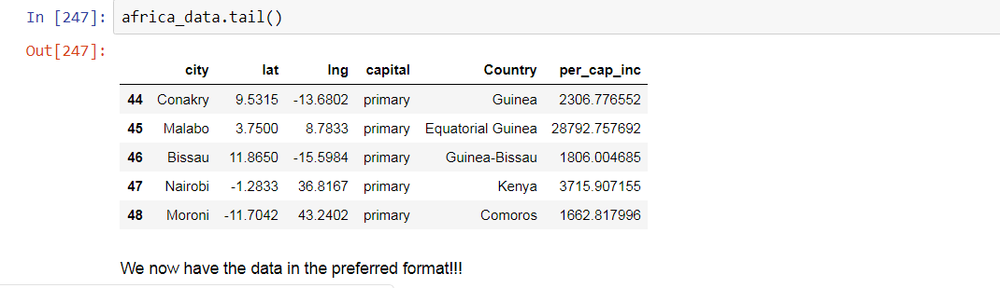 In [247]: africa_data.tail()
Out[247]:
city lat lng capital Country per_cap_inc
44 Conakry 9.5315 -13.6802 primary Guinea 2306.776552
45 Malabo 3.7500 8.7833 primary Equatorial Guinea 28792.757692
46 Bissau 11.8650 -15.5984 primary Guinea-Bissau 1806.004685
47 Nairobi -1.2833 36.8167 primary Kenya 3715.907155
48 Moroni -11.7042 43.2402 primary Comoros 1662.817996
We now have the data in the preferred format!!!